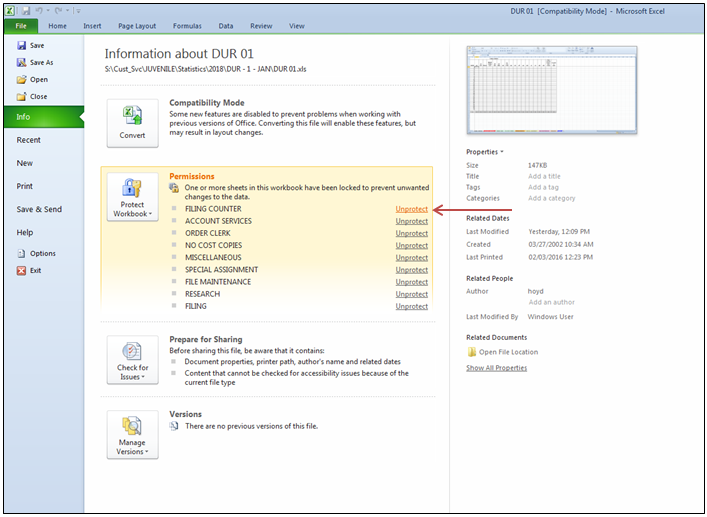 DUR 01 [Compatibility Mode] - Microsoft Excel
File Home Insert Page Layout Formulas Data Review View
Save
Save As
Open
Close
Info
Recent
New
Print
Save & Send
Help
Options
Exit
Information about DUR 01
S:\Cust_Svc\JUVENILE\Statistics\2018\DUR - 1 - JAN\DUR 01.xls
Convert
Compatibility Mode
Some new features are disabled to prevent problems when working with
previous versions of Office. Converting this file will enable these features, but
may result in layout changes.
Protect
Workbook
Permissions
One or more sheets in this workbook have been locked to prevent unwanted
changes to the data.
FILING COUNTER Unprotect
ACCOUNT SERVICES Unprotect
ORDER CLERK Unprotect
NO COST COPIES Unprotect
MISCELLANEOUS Unprotect
SPECIAL ASSIGNMENT Unprotect
FILE MAINTENANCE Unprotect
RESEARCH Unprotect
FILING Unprotect
Check for
Issues
Prepare for Sharing
Before sharing this file, be aware that it contains:
Document properties, printer path, author's name and related dates
Content that cannot be checked for accessibility issues because of the
current file type
Manage
Versions
Versions
There are no previous versions of this file.
Properties
Size 147KB
Title Add a title
Tags Add a tag
Categories Add a category
Related Dates
Last Modified Yesterday, 12:09 PM
Created 03/27/2002 10:34 AM
Last Printed 02/03/2016 12:23 PM
Related People
Author hoyd
Add an author
Last Modified By Windows User
Related Documents
Open File Location
Show All Properties